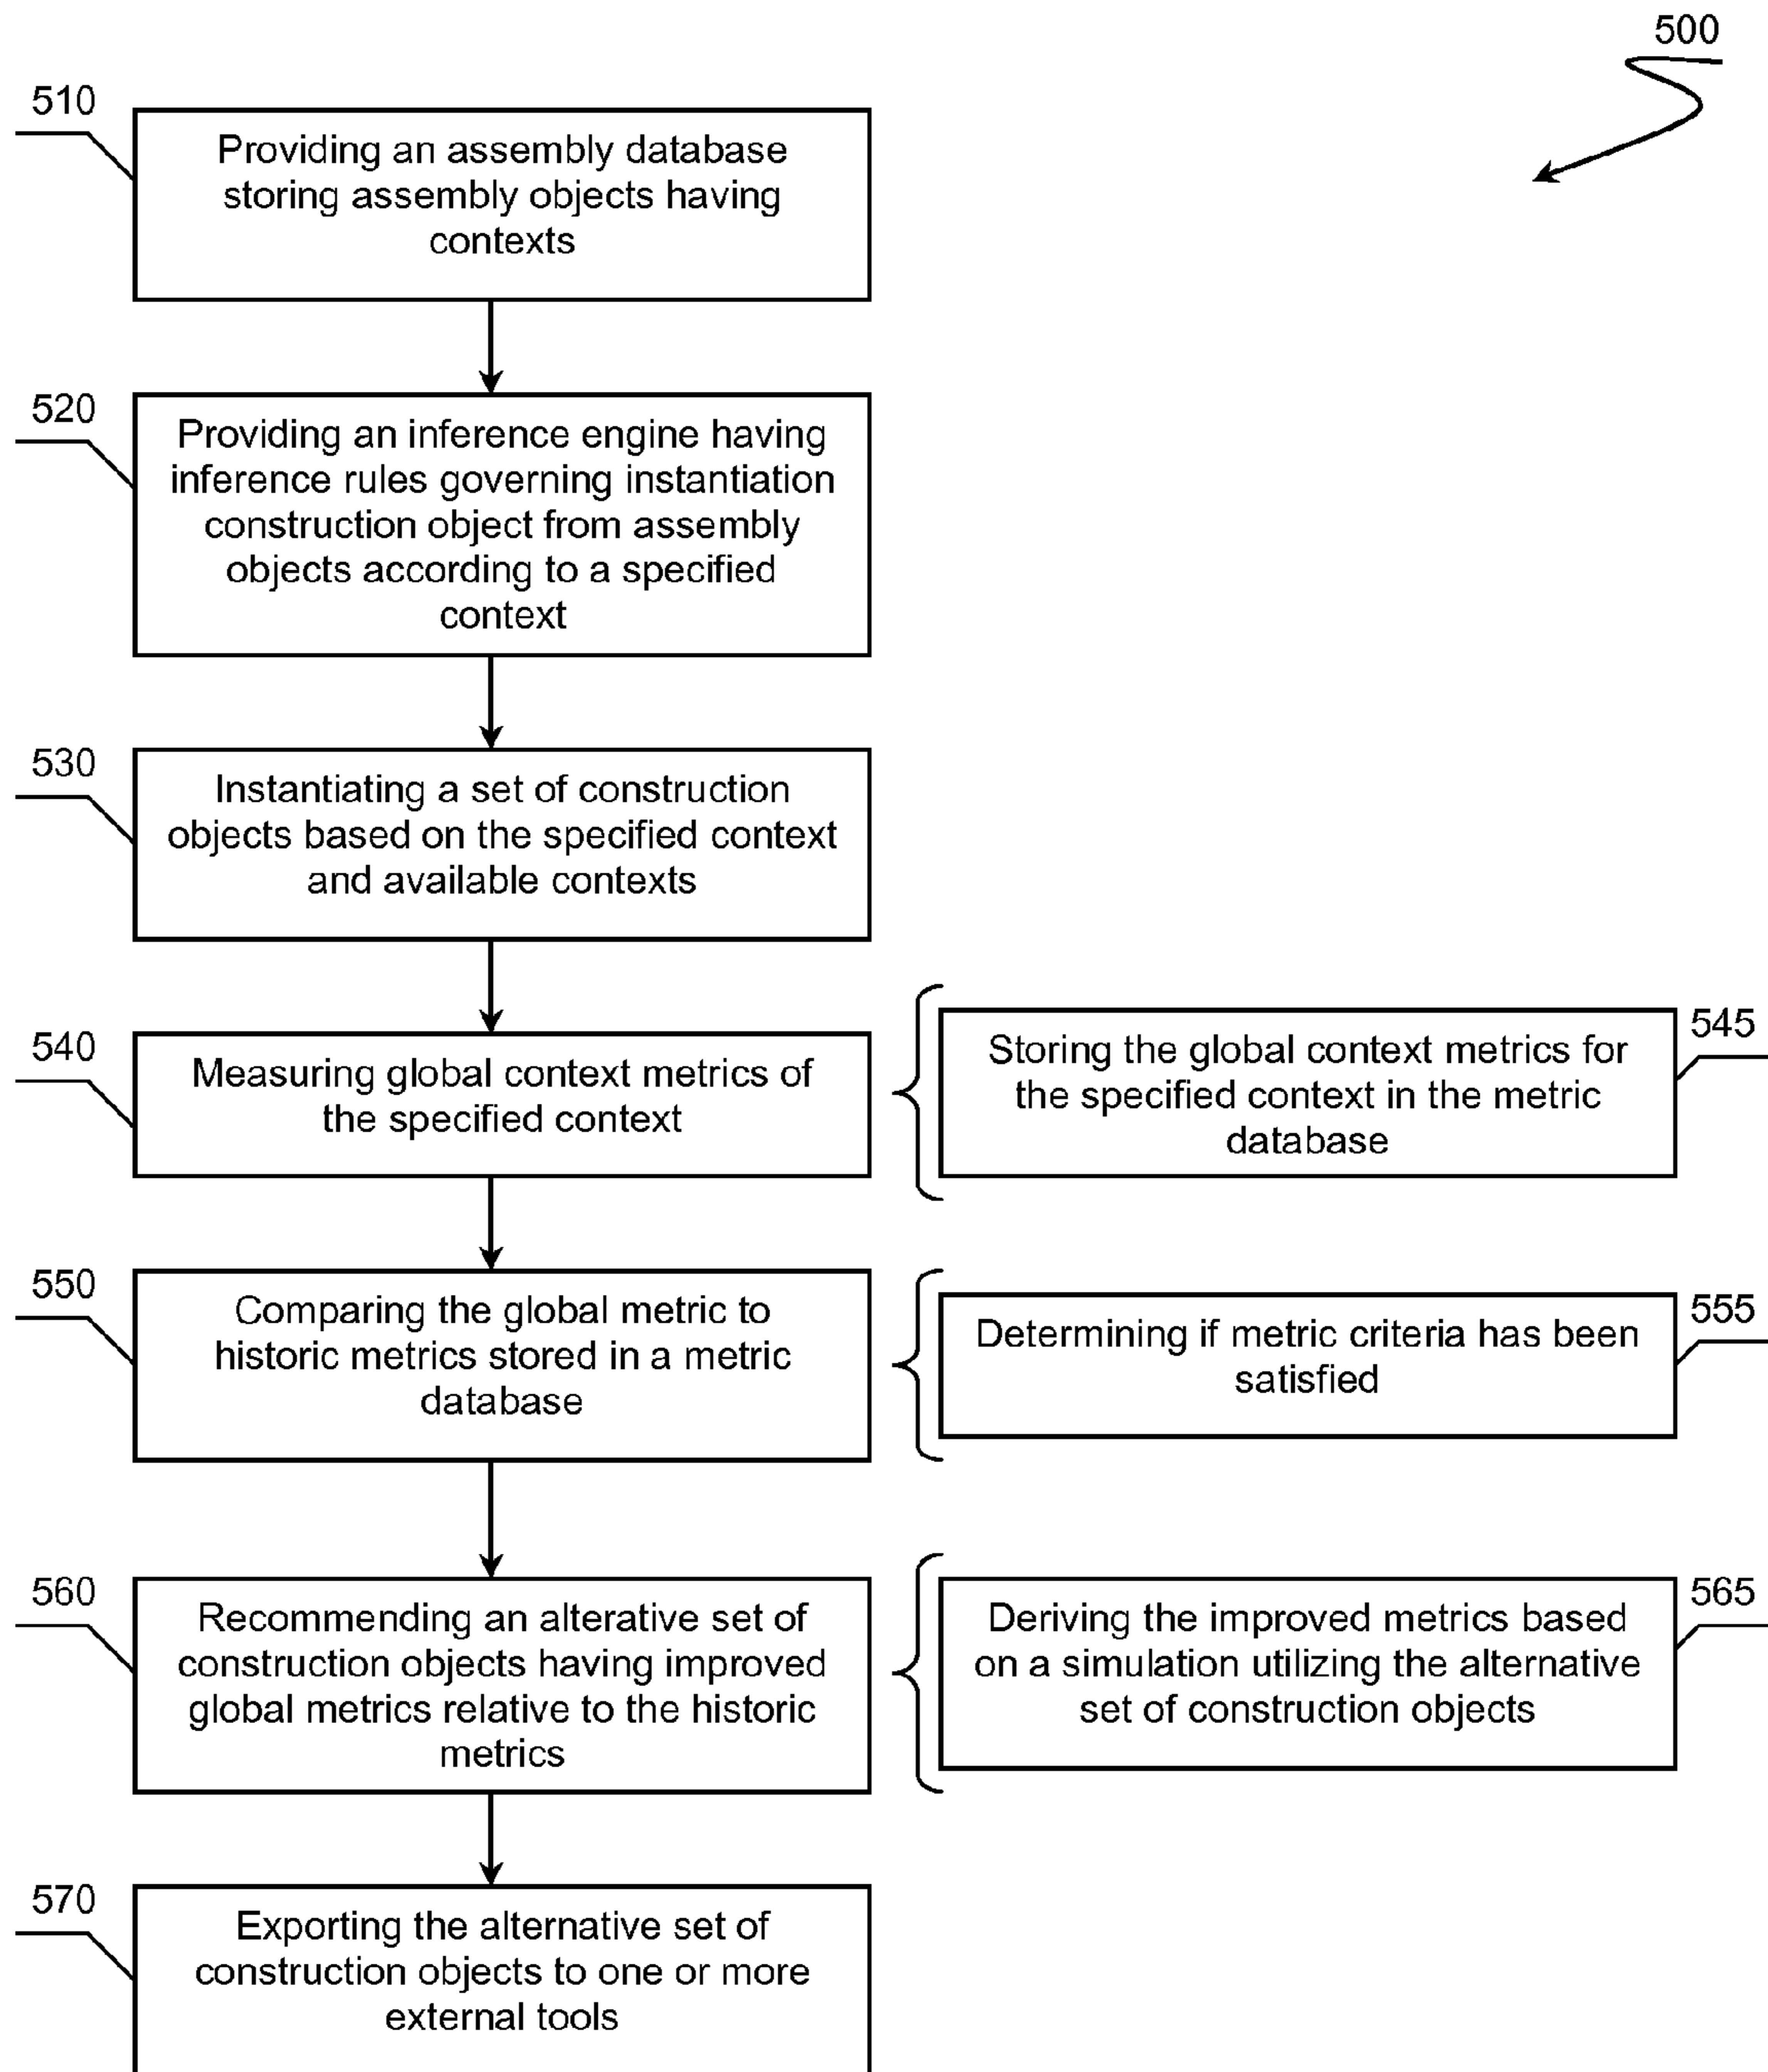 500
510
Providing an assembly database
storing assembly objects having
contexts
520
Providing an inference engine having
inference rules governing instantiation
construction object from assembly
objects according to a specified
context
530
Instantiating a set of construction
objects based on the specified context
and available contexts
540
Measuring global context metrics of
the specified context
545
Storing the global context metrics for
the specified context in the metric
database
550
Comparing the global metric to
historic metrics stored in a metric
database
555
Determining if metric criteria has been
satisfied
560
Recommending an alterative set of
construction objects having improved
global metrics relative to the historic
metrics
565
Deriving the improved metrics based
on a simulation utilizing the alternative
set of construction objects
570
Exporting the alternative set of
construction objects to one or more
external tools